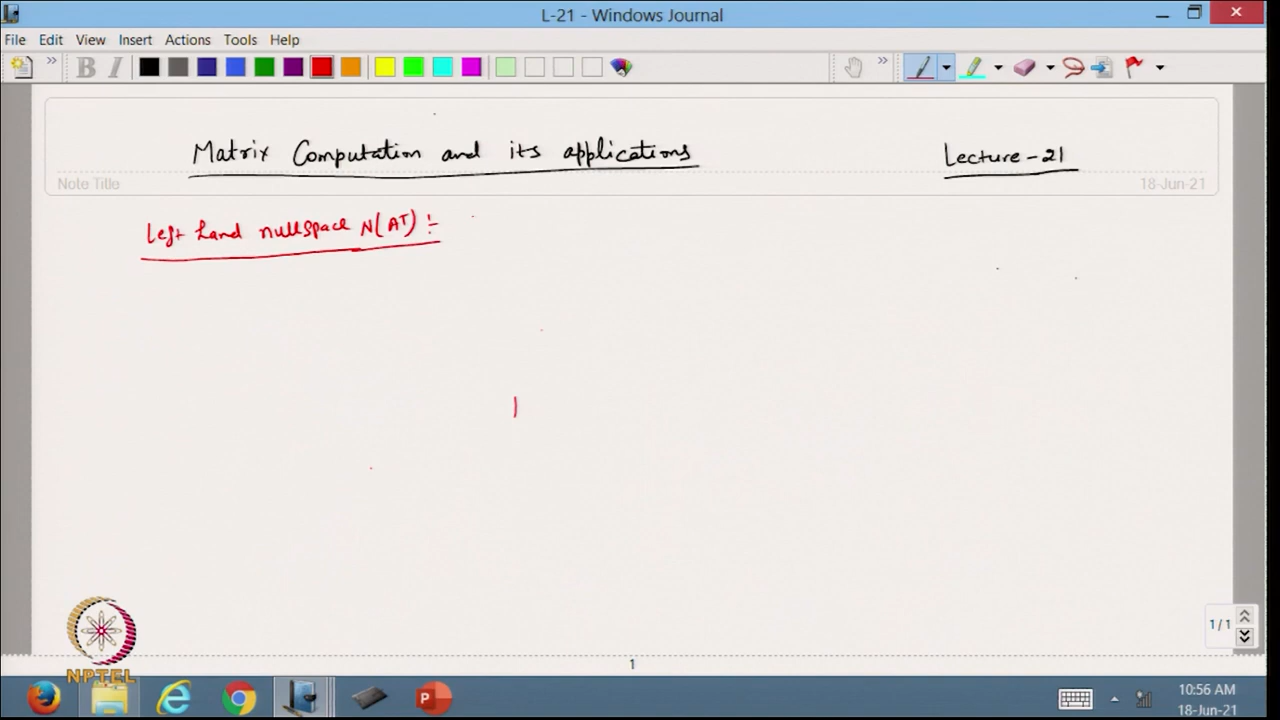 L-21 - Windows Journal
File Edit View Insert Actions Tools Help
B I
Matrix Computation and its applications
Lecture-21
Note Title
18-Jun-21
Left hand nullspace N(Aᵀ) :-
1 / 1
NPTEL
1
10:56 AM
18-Jun-21